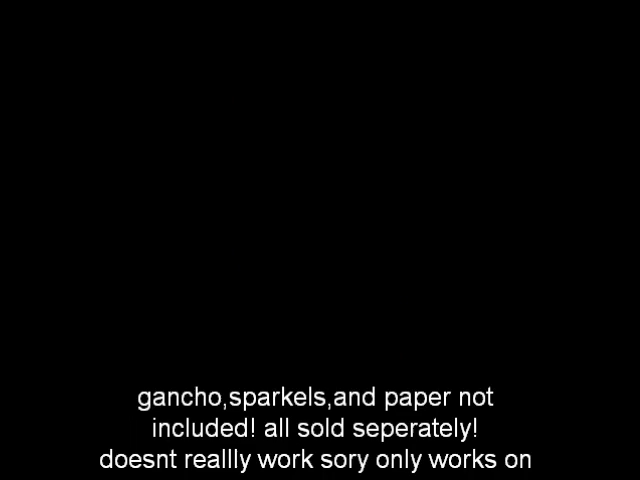 gancho,sparkels,and paper not
included! all sold seperately!
doesnt reallly work sory only works on